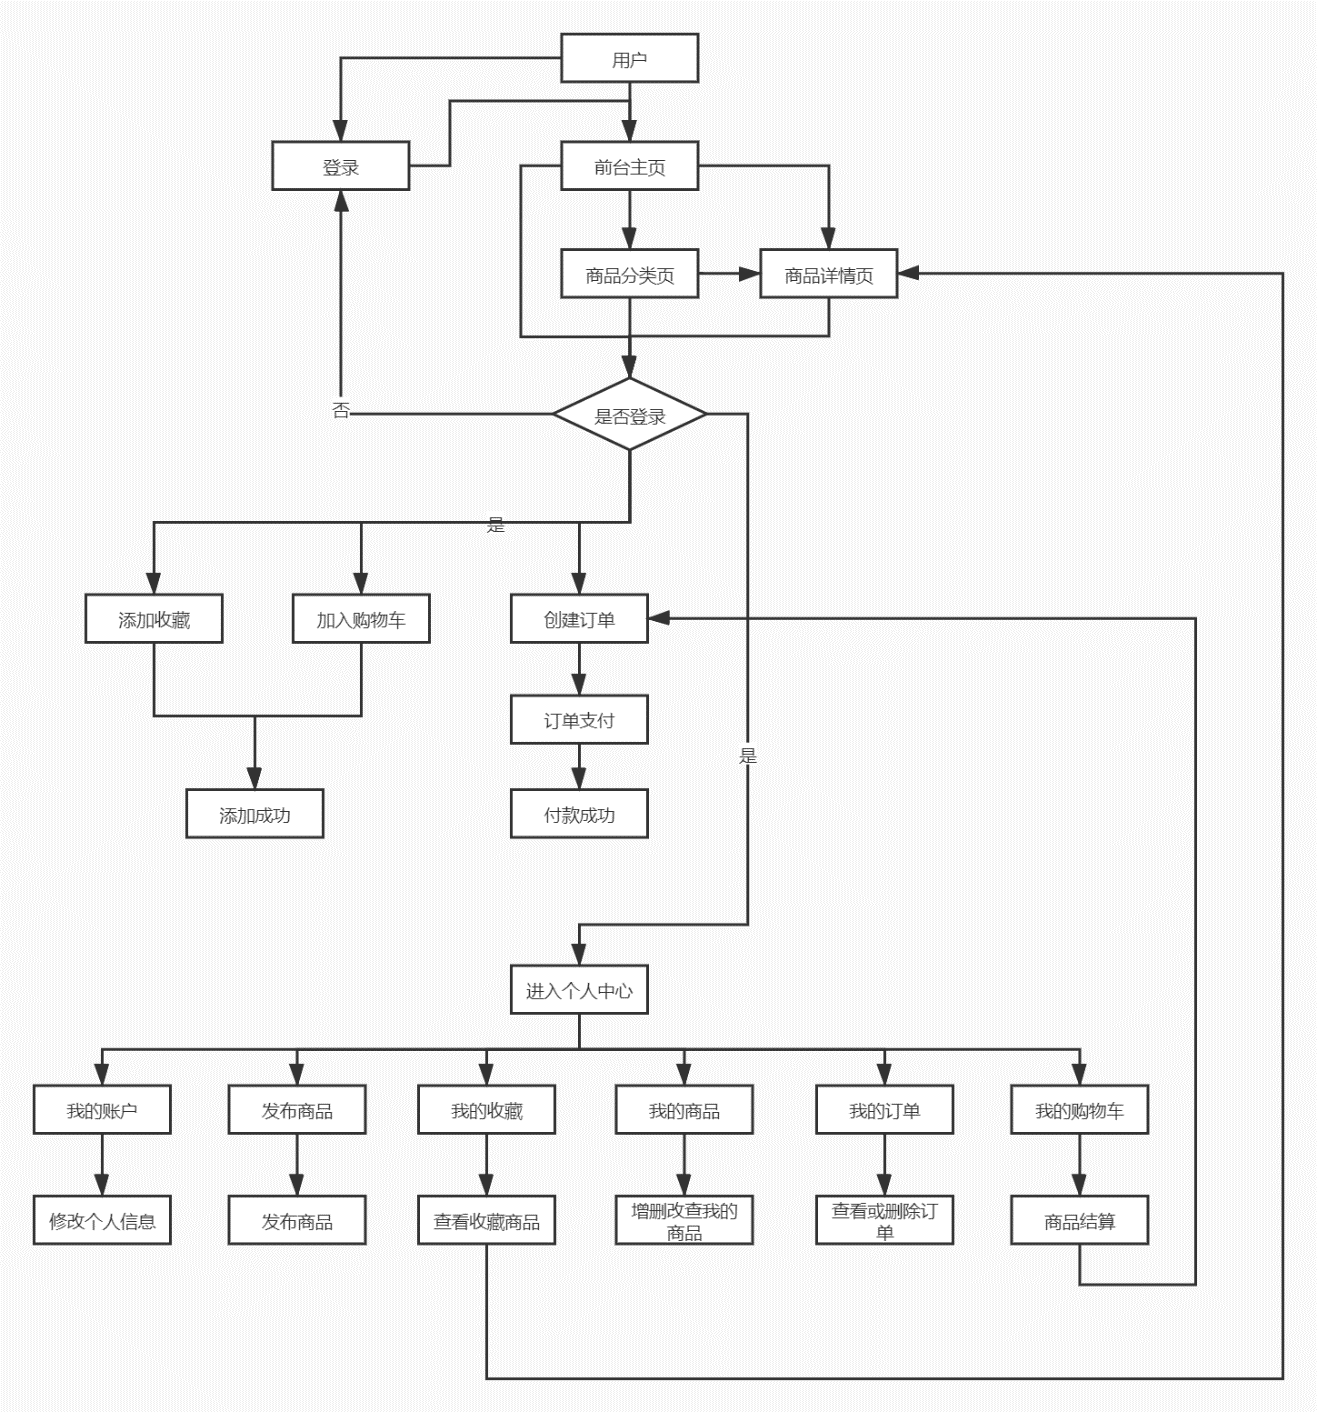 用户
登录
前台主页
商品分类页
商品详情页
否
是否登录
是
添加收藏
加入购物车
创建订单
订单支付
是
添加成功
付款成功
进入个人中心
我的账户
发布商品
我的收藏
我的商品
我的订单
我的购物车
修改个人信息
发布商品
查看收藏商品
增删改查我的
商品
查看或删除订
单
商品结算